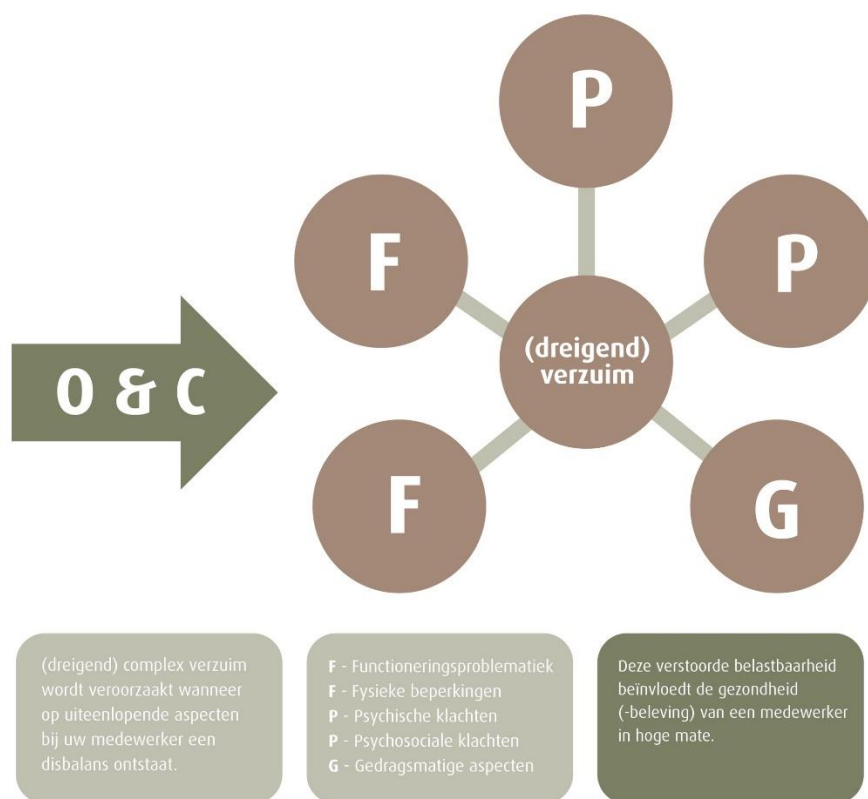 P
F
P
(dreigend)
verzuim
O & C
F
G
(dreigend) complex verzuim
wordt veroorzaakt wanneer
op uiteenlopende aspecten
bij uw medewerker een
disbalans ontstaat.
F - Functioneringsproblematiek
F - Fysieke beperkingen
P - Psychische klachten
P - Psychosociale klachten
G - Gedragsmatige aspecten
Deze verstoorde belastbaarheid
beïnvloedt de gezondheid
(-beleving) van een medewerker
in hoge mate.